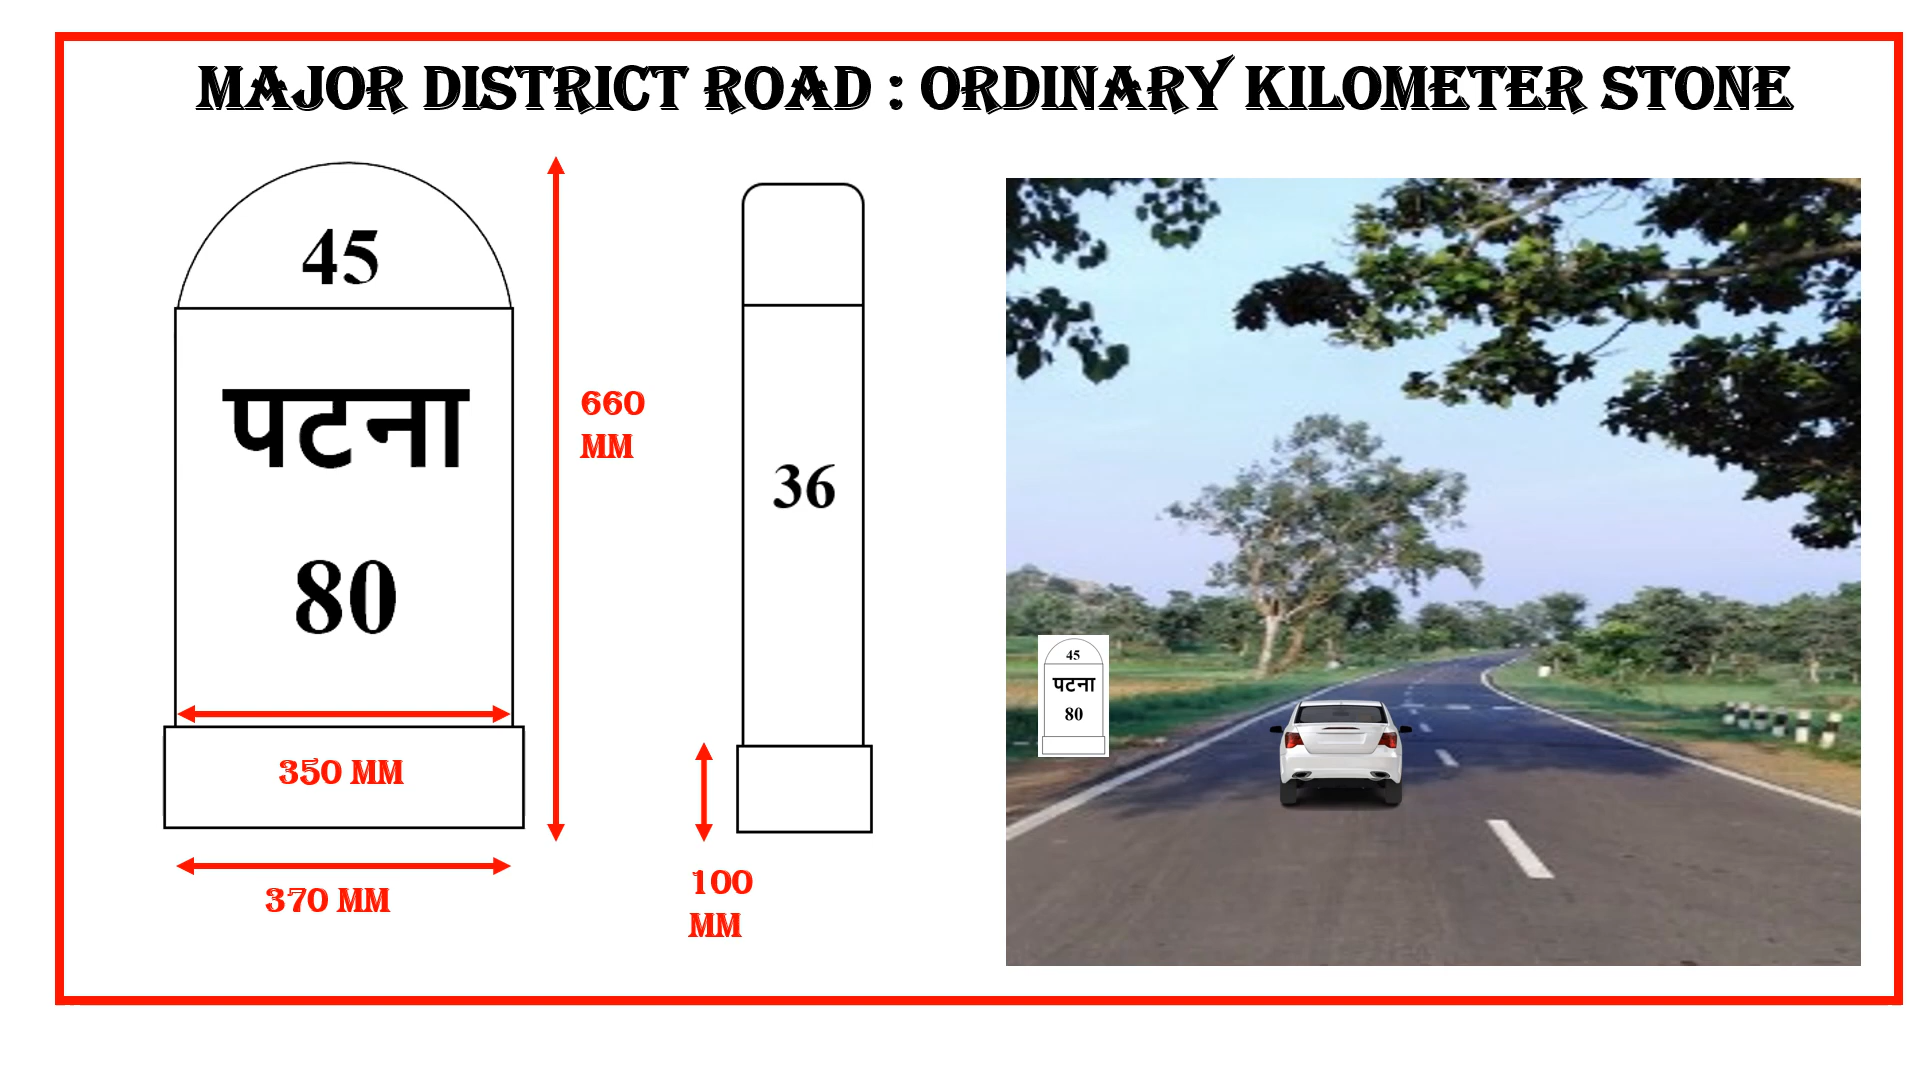 MAJOR DISTRICT ROAD : ORDINARY KILOMETER STONE
45
पटना
80
350 MM
370 MM
660
MM
36
100
MM
45
पटना
80